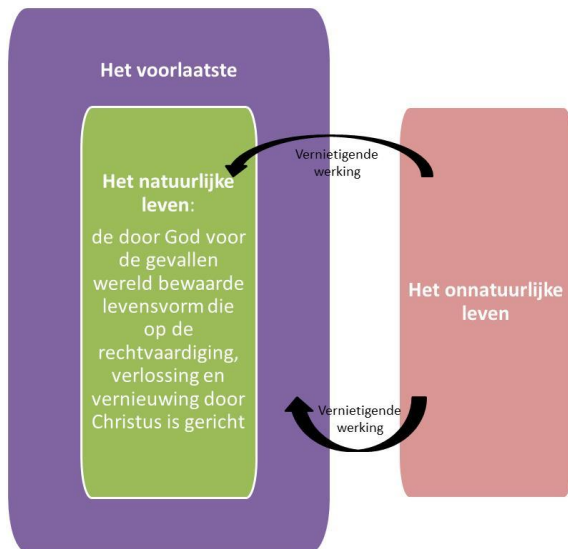 Het voorlaatste
Vernietigende
werking
Het natuurlijke
leven:
de door God voor
de gevallen
wereld bewaarde
levensvorm die
op de
rechtvaardiging,
verlossing en
vernieuwing door
Christus is gericht
Het onnatuurlijke
leven
Vernietigende
werking